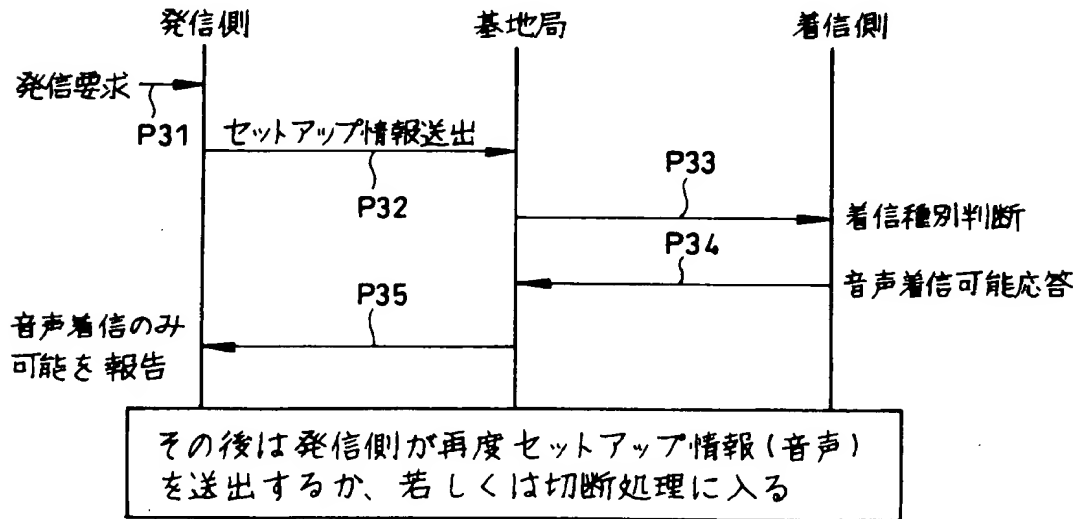 発信側
基地局
着信側
発信要求
P31
セットアップ情報送出
P32
P33
着信種別判断
P34
音声着信可能応答
P35
音声着信のみ
可能を報告
その後は発信側が再度セットアップ情報(音声)
を送出するか、若しくは切断処理に入る